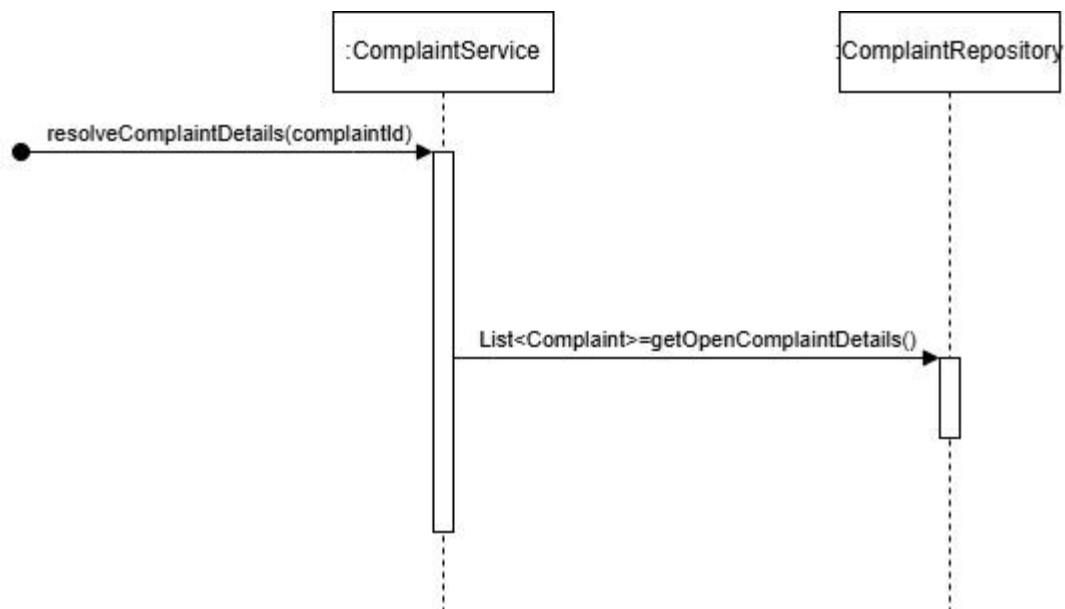 :ComplaintService
:ComplaintRepository
resolveComplaintDetails(complaintId)
List<Complaint>=getOpenComplaintDetails()